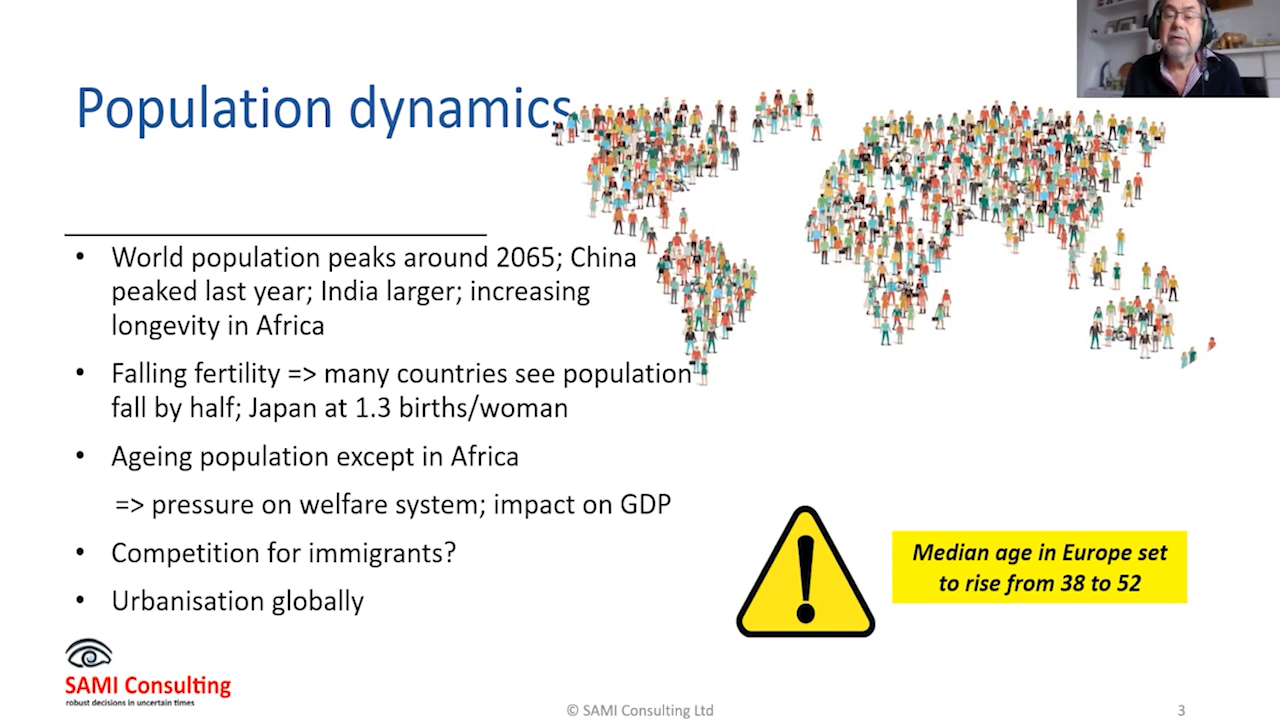 Population dynamics
• World population peaks around 2065; China
peaked last year; India larger; increasing
longevity in Africa
• Falling fertility => many countries see population
fall by half; Japan at 1.3 births/woman
• Ageing population except in Africa
=> pressure on welfare system; impact on GDP
• Competition for immigrants?
• Urbanisation globally
Median age in Europe set
to rise from 38 to 52
SAMI Consulting
robust decisions in uncertain times
© SAMI Consulting Ltd
3